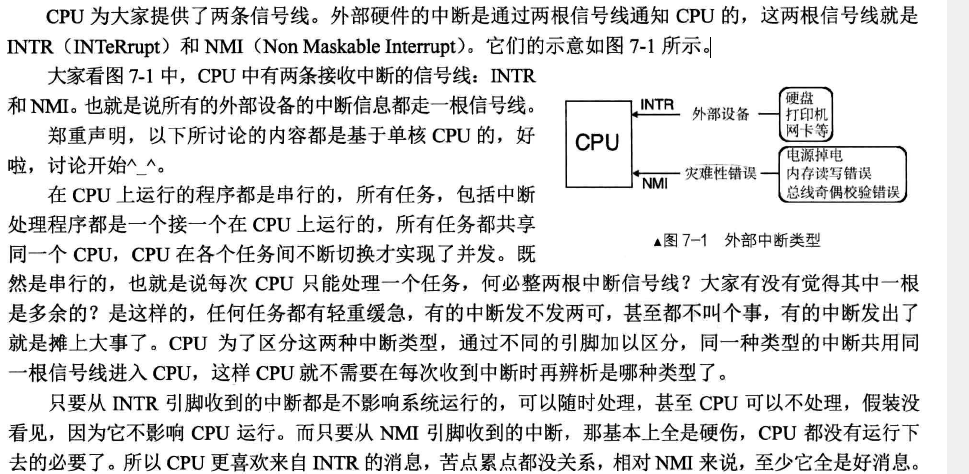 CPU 为大家提供了两条信号线。外部硬件的中断是通过两根信号线通知 CPU 的，这两根信号线就是
INTR（INTeRrupt）和 NMI（Non Maskable Interrupt）。它们的示意如图 7-1 所示。
大家看图 7-1 中，CPU 中有两条接收中断的信号线：INTR
和 NMI。也就是说所有的外部设备的中断信息都走一根信号线。
郑重声明，以下所讨论的内容都是基于单核 CPU 的，好
啦，讨论开始^_^。
在 CPU 上运行的程序都是串行的，所有任务，包括中断
处理程序都是一个接一个在 CPU 上运行的，所有任务都共享
同一个 CPU，CPU 在各个任务间不断切换才实现了并发。既
CPU
INTR
外部设备
硬盘
打印机
网卡等
NMI
灾难性错误
电源掉电
内存读写错误
总线奇偶校验错误
▲图 7-1 外部中断类型
然是串行的，也就是说每次 CPU 只能处理一个任务，何必整两根中断信号线？大家有没有觉得其中一根
是多余的？是这样的，任何任务都有轻重缓急，有的中断发不发两可，甚至都不叫个事，有的中断发出了
就是摊上大事了。CPU 为了区分这两种中断类型，通过不同的引脚加以区分，同一种类型的中断共用同
一根信号线进入 CPU，这样 CPU 就不需要在每次收到中断时再辨析是哪种类型了。
只要从 INTR 引脚收到的中断都是不影响系统运行的，可以随时处理，甚至 CPU 可以不处理，假装没
看见，因为它不影响 CPU 运行。而只要从 NMI 引脚收到的中断，那基本上全是硬伤，CPU 都没有运行下
去的必要了。所以 CPU 更喜欢来自 INTR 的消息，苦点累点都没关系，相对 NMI 来说，至少它全是好消息。